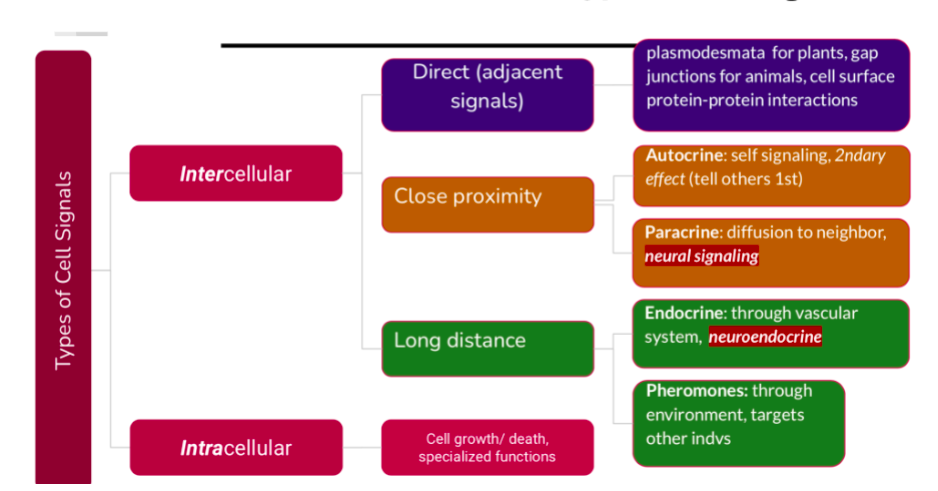 Types of Cell Signals
Intercellular
Direct (adjacent
signals)
plasmodesmata for plants, gap
junctions for animals, cell surface
protein-protein interactions
Close proximity
Autocrine: self signaling, 2ndary
effect (tell others 1st)
Paracrine: diffusion to neighbor,
neural signaling
Long distance
Endocrine: through vascular
system, neuroendocrine
Pheromones: through
environment, targets
other indvs
Intracellular
Cell growth/ death,
specialized functions